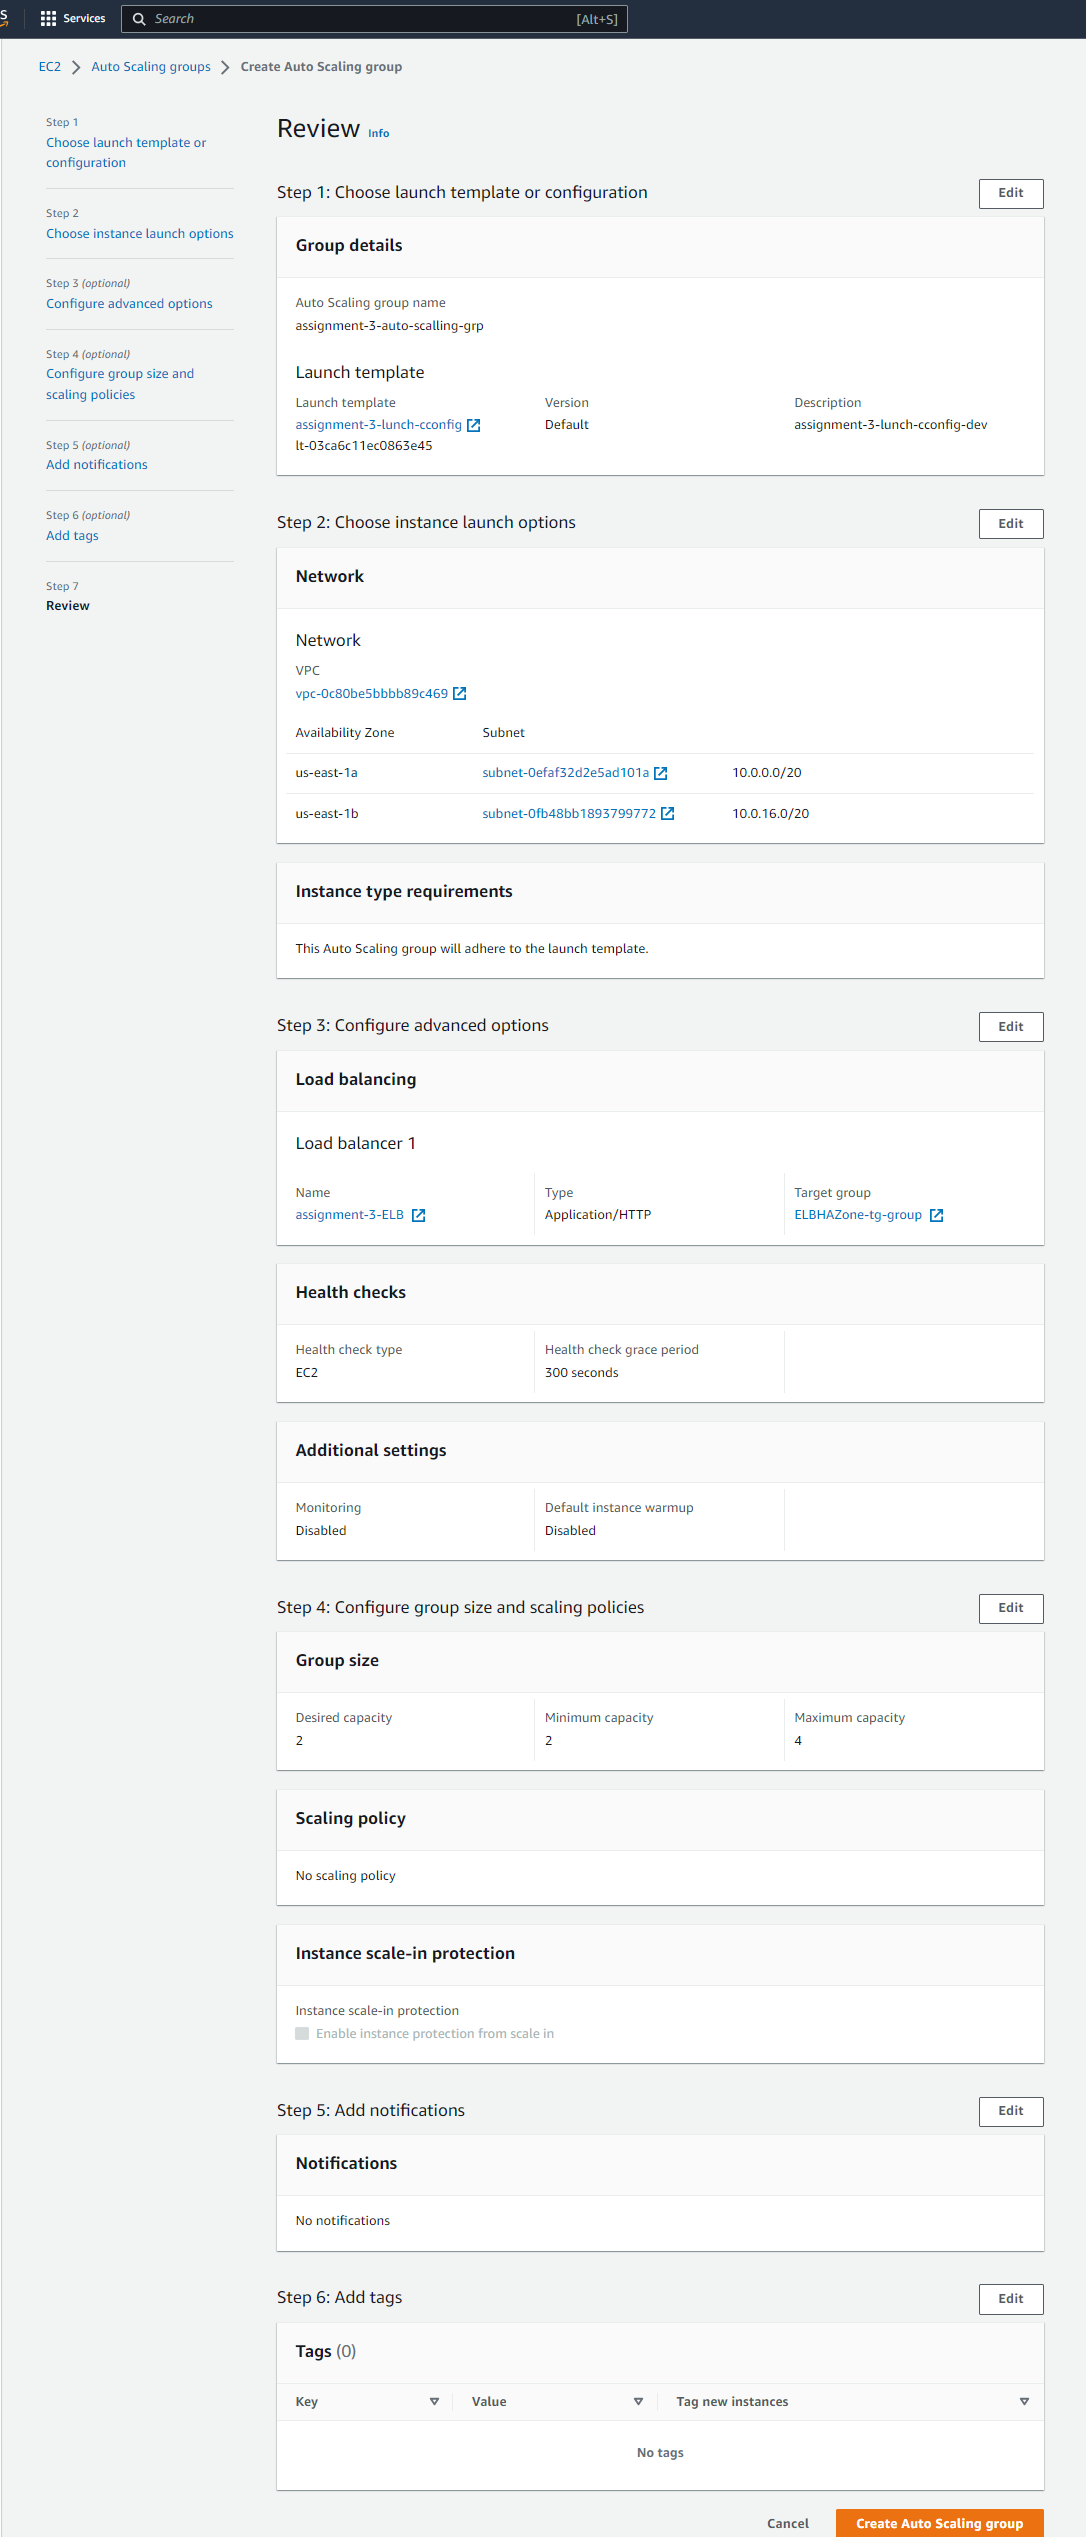 Services
Search
[Alt+S]
EC2 > Auto Scaling groups > Create Auto Scaling group
Step 1
Choose launch template or
configuration
Step 2
Choose instance launch options
Step 3 (optional)
Configure advanced options
Step 4 (optional)
Configure group size and
scaling policies
Step 5 (optional)
Add notifications
Step 6 (optional)
Add tags
Step 7
Review
Review Info
Step 1: Choose launch template or configuration
Edit
Group details
Auto Scaling group name
assignment-3-auto-scalling-grp
Launch template
Launch template Version Description
assignment-3-lunch-cconfig Default assignment-3-lunch-cconfig-dev
lt-03ca6c11ec0863e45
Step 2: Choose instance launch options
Edit
Network
Network
VPC
vpc-0c80be5bbbb89c469
Availability Zone Subnet
us-east-1a subnet-0efaf32d2e5ad101a 10.0.0.0/20
us-east-1b subnet-0fb48bb1893799772 10.0.16.0/20
Instance type requirements
This Auto Scaling group will adhere to the launch template.
Step 3: Configure advanced options
Edit
Load balancing
Load balancer 1
Name Type Target group
assignment-3-ELB Application/HTTP ELBHAZone-tg-group
Health checks
Health check type Health check grace period
EC2 300 seconds
Additional settings
Monitoring Default instance warmup
Disabled Disabled
Step 4: Configure group size and scaling policies
Edit
Group size
Desired capacity Minimum capacity Maximum capacity
2 2 4
Scaling policy
No scaling policy
Instance scale-in protection
Instance scale-in protection
Enable instance protection from scale in
Step 5: Add notifications
Edit
Notifications
No notifications
Step 6: Add tags
Edit
Tags (0)
Key Value Tag new instances
No tags
Cancel Create Auto Scaling group